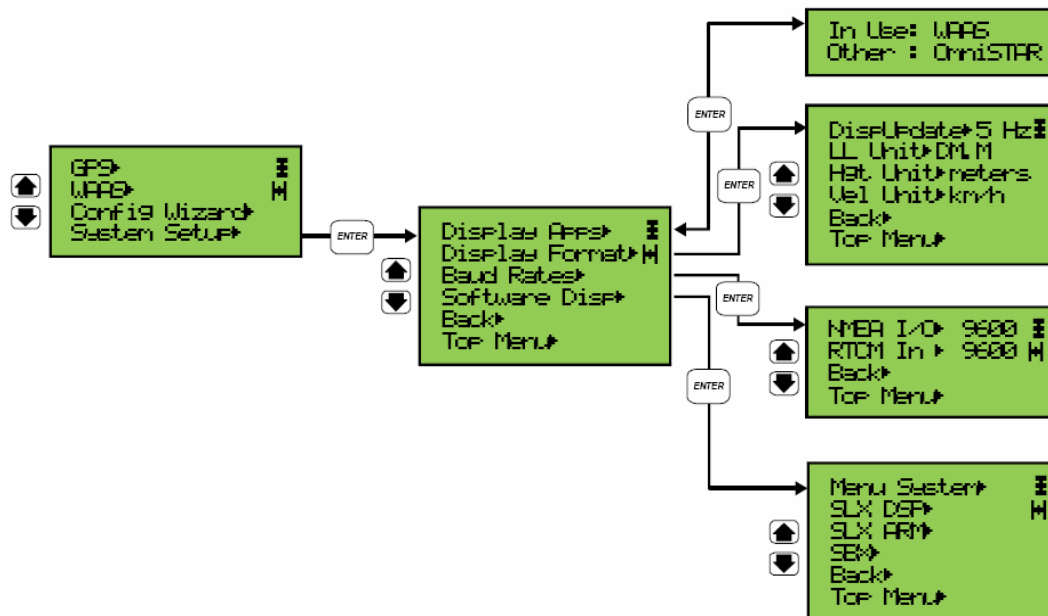 In Use: WAAS
Other : OmniSTAR
ENTER
DispUpdate 5 Hz
LL Unit DM.M
Hgt Unit meters
Vel Unit km/h
Back
Top Menu
ENTER
GPS
WAAS
Config Wizard
System Setup
ENTER
Display Apps
Display Format
Baud Rates
Software Disp
Back
Top Menu
ENTER
NMEA I/O 9600
RTCM In 9600
Back
Top Menu
ENTER
Menu System
SLX DSP
SLX ARM
SBX
Back
Top Menu